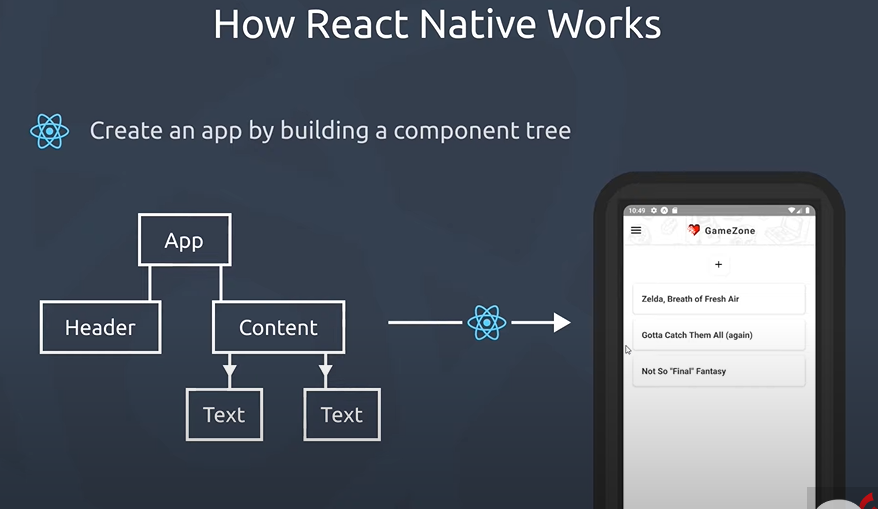 How React Native Works
Create an app by building a component tree
App
Header
Content
Text
Text
10:49
GameZone
+
Zelda, Breath of Fresh Air
Gotta Catch Them All (again)
Not So "Final" Fantasy